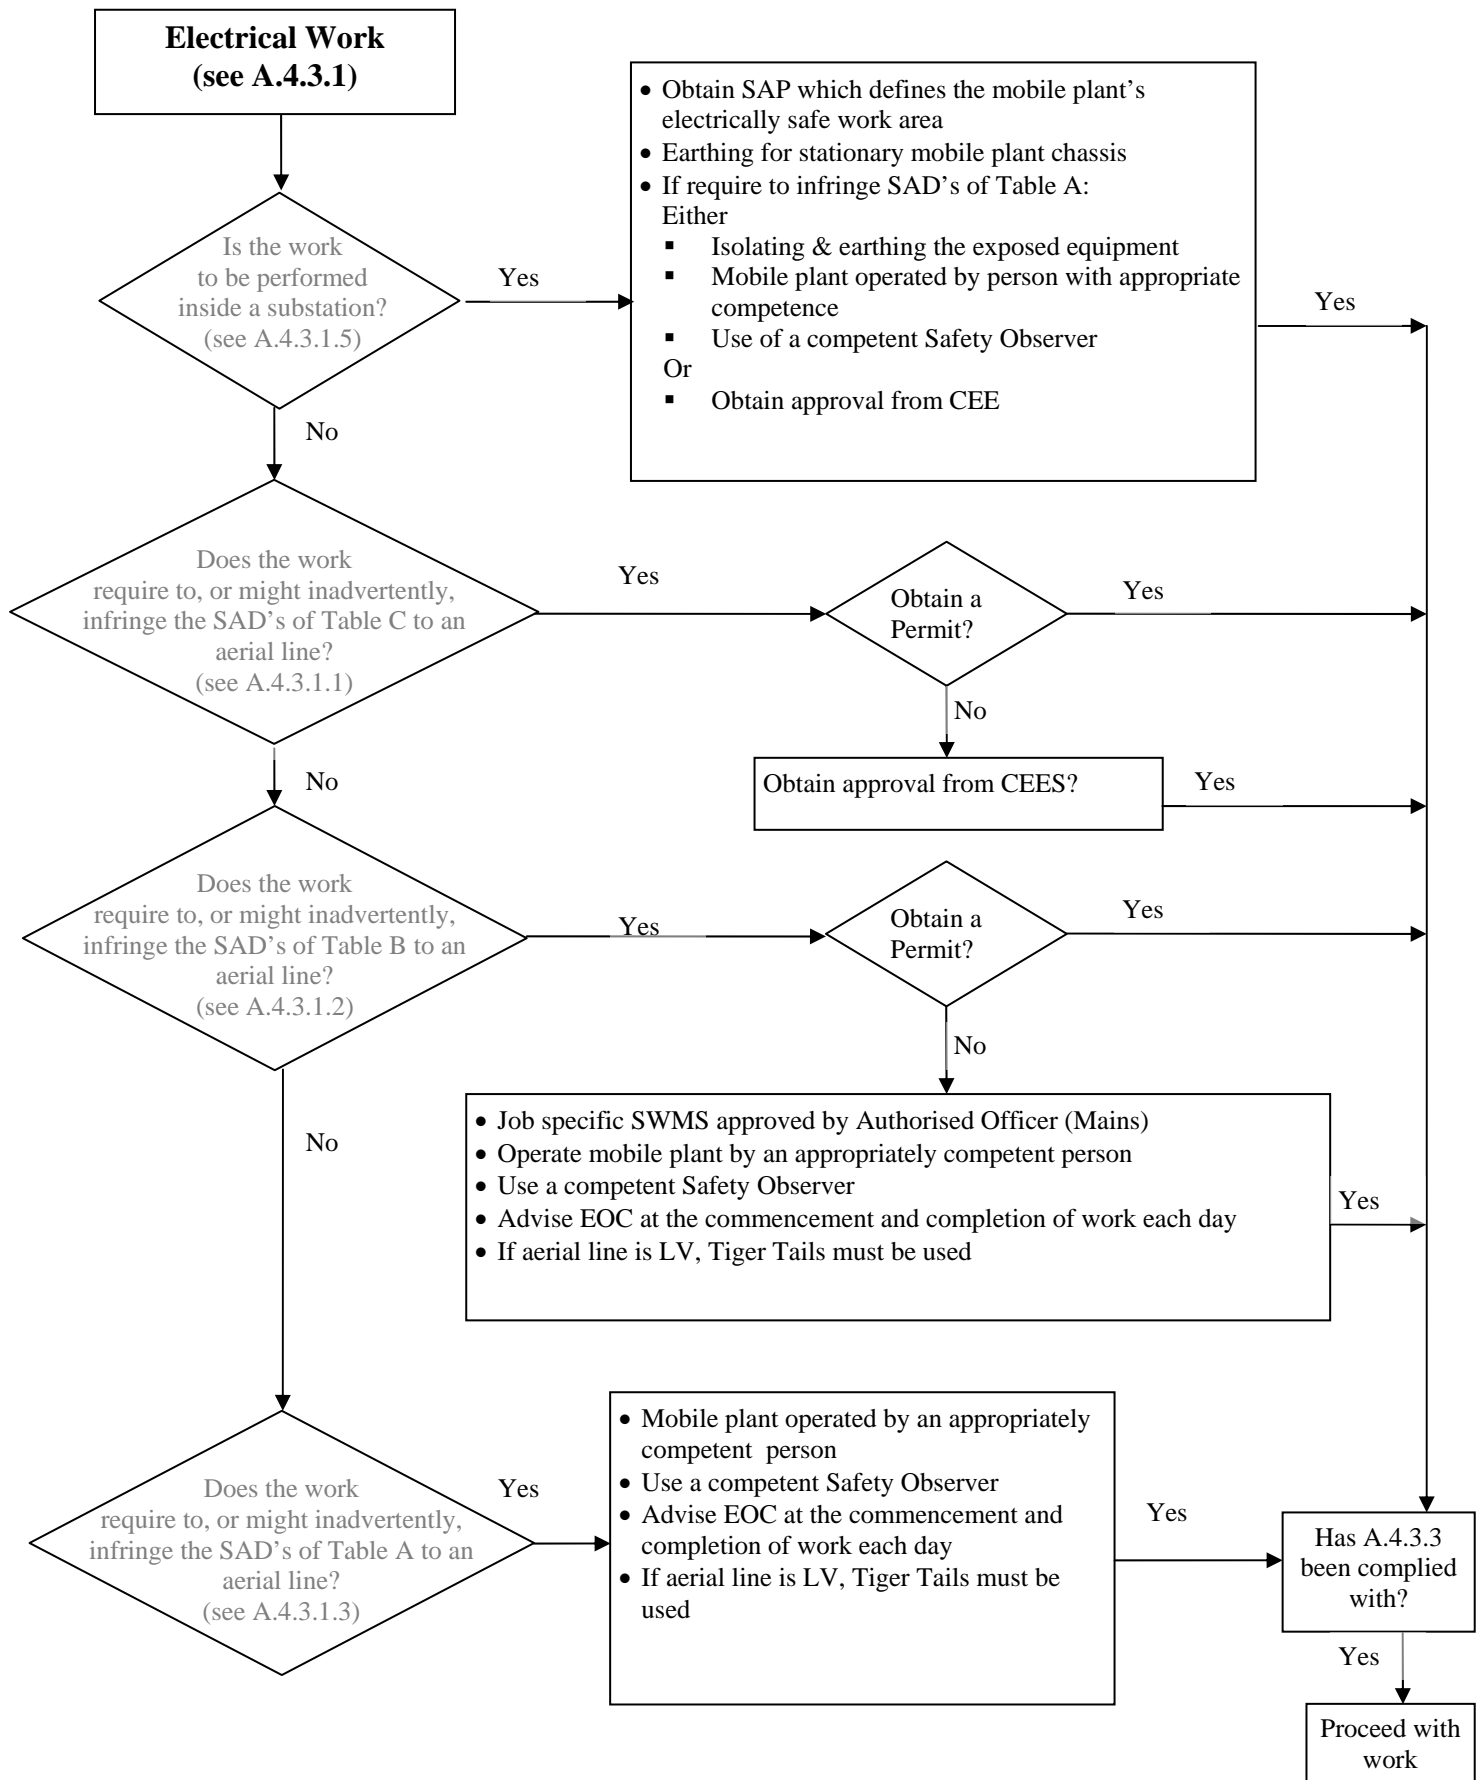 Electrical Work
(see A.4.3.1)
• Obtain SAP which defines the mobile plant's
electrically safe work area
• Earthing for stationary mobile plant chassis
• If require to infringe SAD's of Table A:
Either
▪ Isolating & earthing the exposed equipment
▪ Mobile plant operated by person with appropriate
competence
▪ Use of a competent Safety Observer
Or
▪ Obtain approval from CEE
Is the work
to be performed
inside a substation?
(see A.4.3.1.5)
Yes
Yes
No
Does the work
require to, or might inadvertently,
infringe the SAD's of Table C to an
aerial line?
(see A.4.3.1.1)
Yes
Obtain a
Permit?
Yes
No
No
Obtain approval from CEES?
Yes
Does the work
require to, or might inadvertently,
infringe the SAD's of Table B to an
aerial line?
(see A.4.3.1.2)
Yes
Obtain a
Permit?
Yes
No
No
• Job specific SWMS approved by Authorised Officer (Mains)
• Operate mobile plant by an appropriately competent person
• Use a competent Safety Observer
• Advise EOC at the commencement and completion of work each day
• If aerial line is LV, Tiger Tails must be used
Yes
Does the work
require to, or might inadvertently,
infringe the SAD's of Table A to an
aerial line?
(see A.4.3.1.3)
Yes
• Mobile plant operated by an appropriately
competent person
• Use a competent Safety Observer
• Advise EOC at the commencement and
completion of work each day
• If aerial line is LV, Tiger Tails must be
used
Yes
Has A.4.3.3
been complied
with?
Yes
Proceed with
work